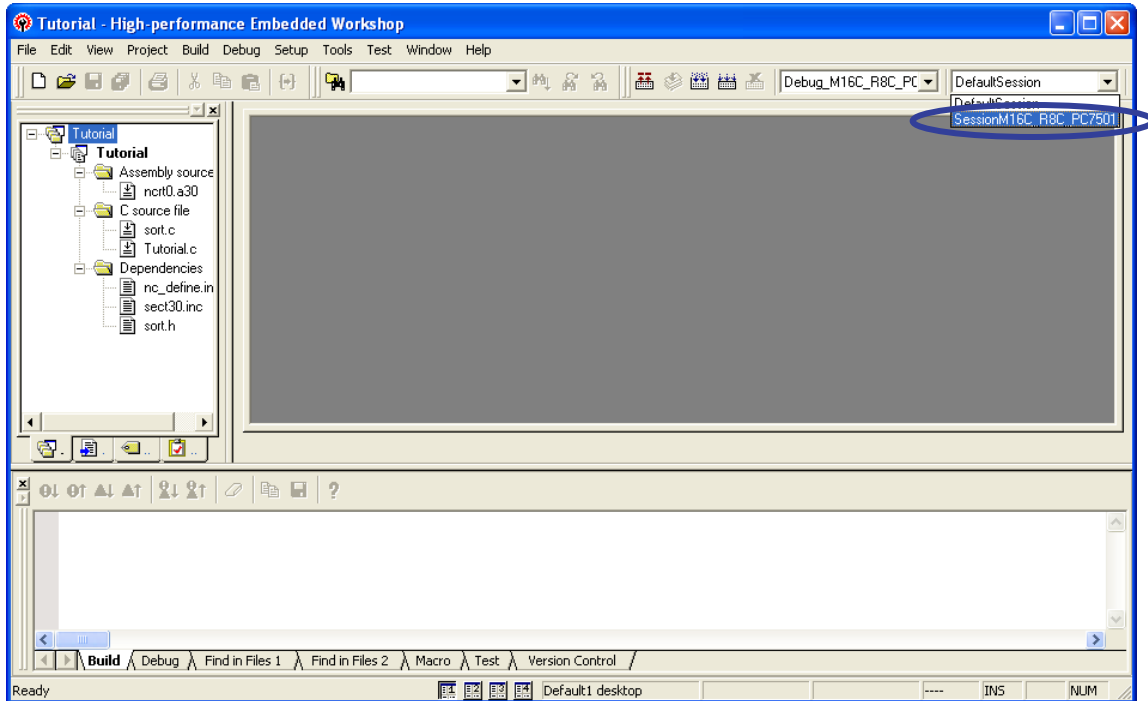 Tutorial - High-performance Embedded Workshop
File Edit View Project Build Debug Setup Tools Test Window Help
Debug_M16C_R8C_PC DefaultSession
DefaultSession
SessionM16C_R8C_PC7501
Tutorial
Tutorial
Assembly source
ncrt0.a30
C source file
sort.c
Tutorial.c
Dependencies
nc_define.in
sect30.inc
sort.h
Build Debug Find in Files 1 Find in Files 2 Macro Test Version Control
Ready Default1 desktop ---- INS NUM